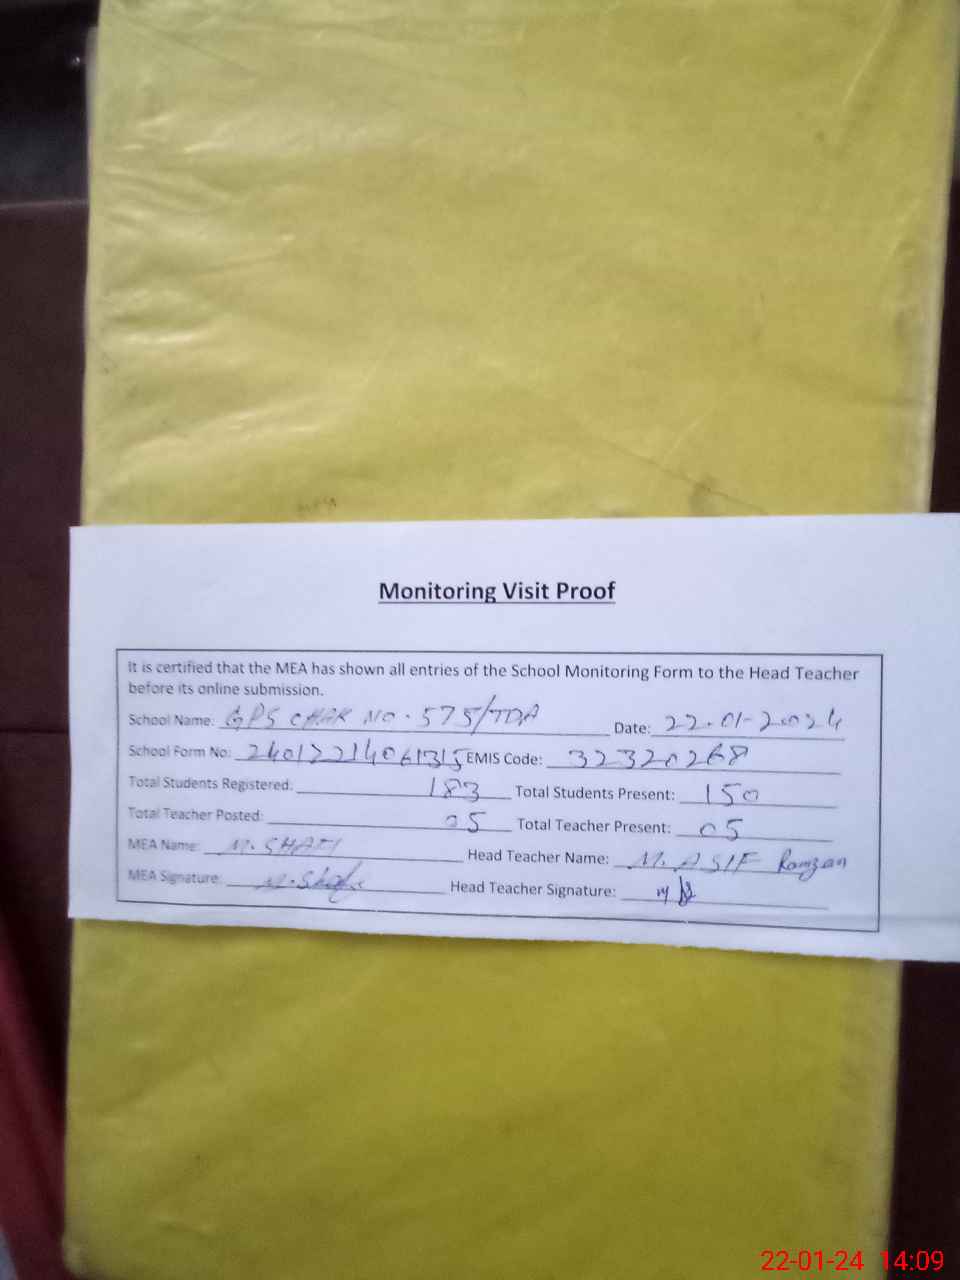 Monitoring Visit Proof
It is certified that the MEA has shown all entries of the School Monitoring Form to the Head Teacher
before its online submission.
School Name: GPS CHAK NO. 575/TDA Date: 22-01-2024
School Form No: 24012214061315 EMIS Code: 32320268
Total Students Registered: 183 Total Students Present: 150
Total Teacher Posted: 05 Total Teacher Present: 05
MEA Name: M. SHAFI Head Teacher Name: M. ASIF Ramzan
MEA Signature: M. Shafi Head Teacher Signature:
22-01-24 14:09